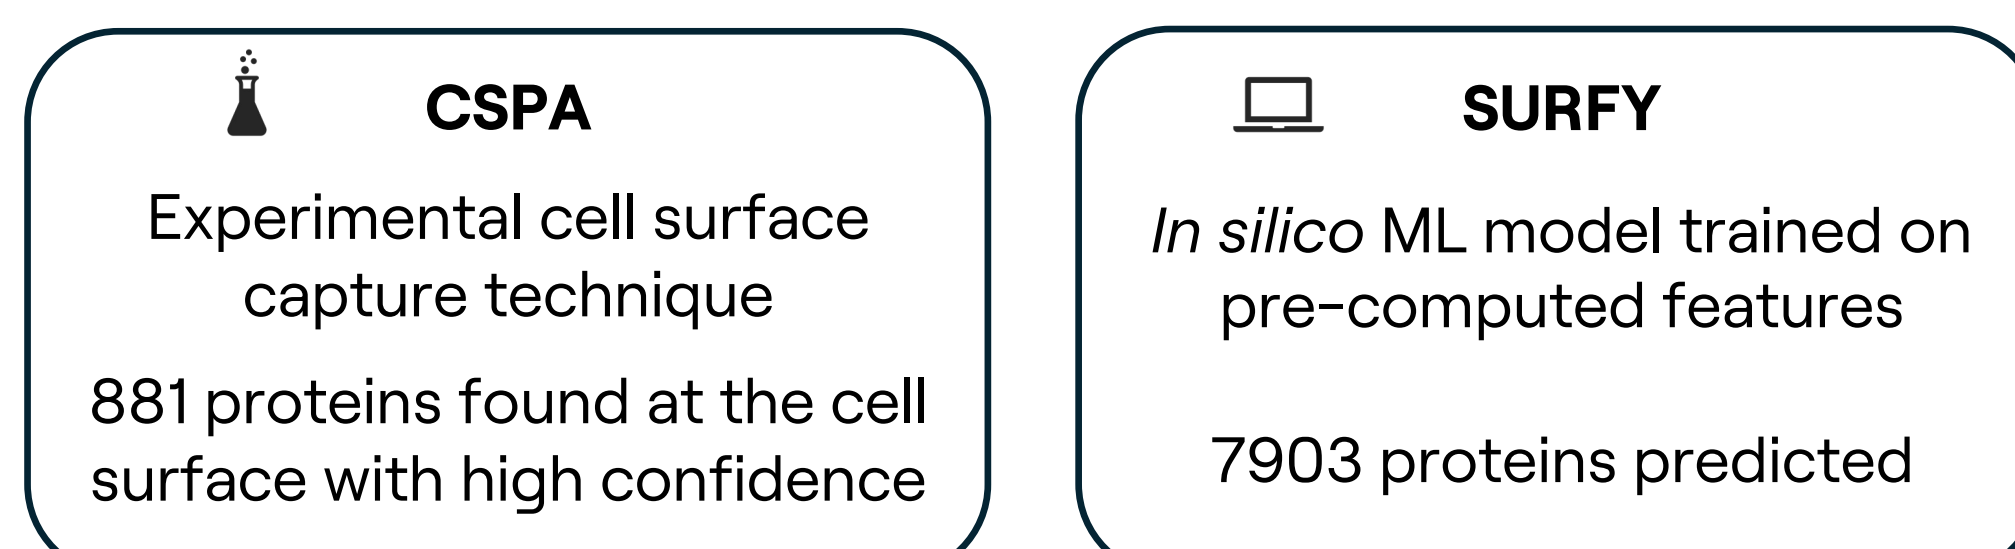 CSPA
Experimental cell surface
capture technique
881 proteins found at the cell
surface with high confidence
SURFY
In silico ML model trained on
pre-computed features
7903 proteins predicted